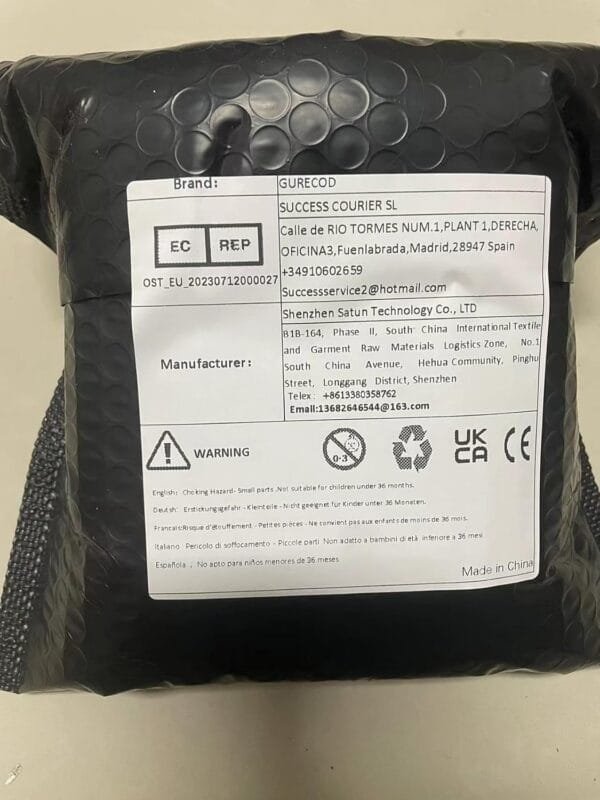 Brand: GURECOD
EC REP
OST_EU_20230712000027
SUCCESS COURIER SL
Calle de RIO TORMES NUM.1,PLANT 1,DERECHA,
OFICINA3,Fuenlabrada,Madrid,28947 Spain
+34910602659
Successservice2@hotmail.com
Manufacturer:
Shenzhen Satun Technology Co., LTD
B1B-164, Phase II, South China International Textile
and Garment Raw Materials Logistics Zone, No.1
South China Avenue, Hehua Community, Pinghu
Street, Longgang District, Shenzhen
Telex: +8613380358762
Email:13682646544@163.com
WARNING
0-3
UK
CA
CE
English: Choking Hazard- Small parts .Not suitable for children under 36 months.
Deutsh: Erstickungsgefahr - Kleinteile - Nicht geeignet für Kinder unter 36 Monaten.
Francais:Risque d'étouffement - Petites pièces - Ne convient pas aux enfants de moins de 36 mois.
Italiano: Pericolo di soffocamento - Piccole parti Non adatto a bambini di età inferiore a 36 mesi
Española ; No apto para niños menores de 36 meses
Made in China